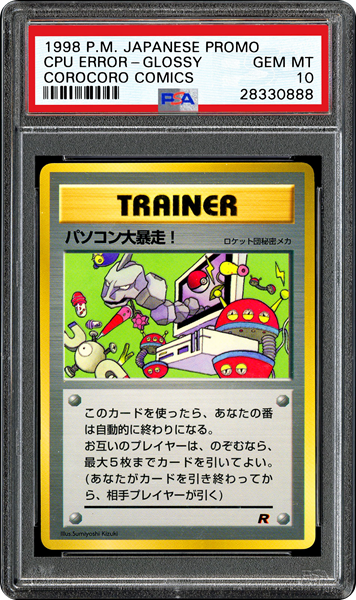 1998 P.M. JAPANESE PROMO
CPU ERROR-GLOSSY GEM MT
COROCORO COMICS 10
PSA 28330888
TRAINER
パソコン大暴走！
ロケット団秘密メカ
このカードを使ったら、あなたの番
は自動的に終わりになる。
お互いのプレイヤーは、のぞむなら、
最大5枚までカードを引いてよい。
(あなたがカードを引き終わってか
ら、相手プレイヤーが引く)
Illus.Sumiyoshi Kizuki
R